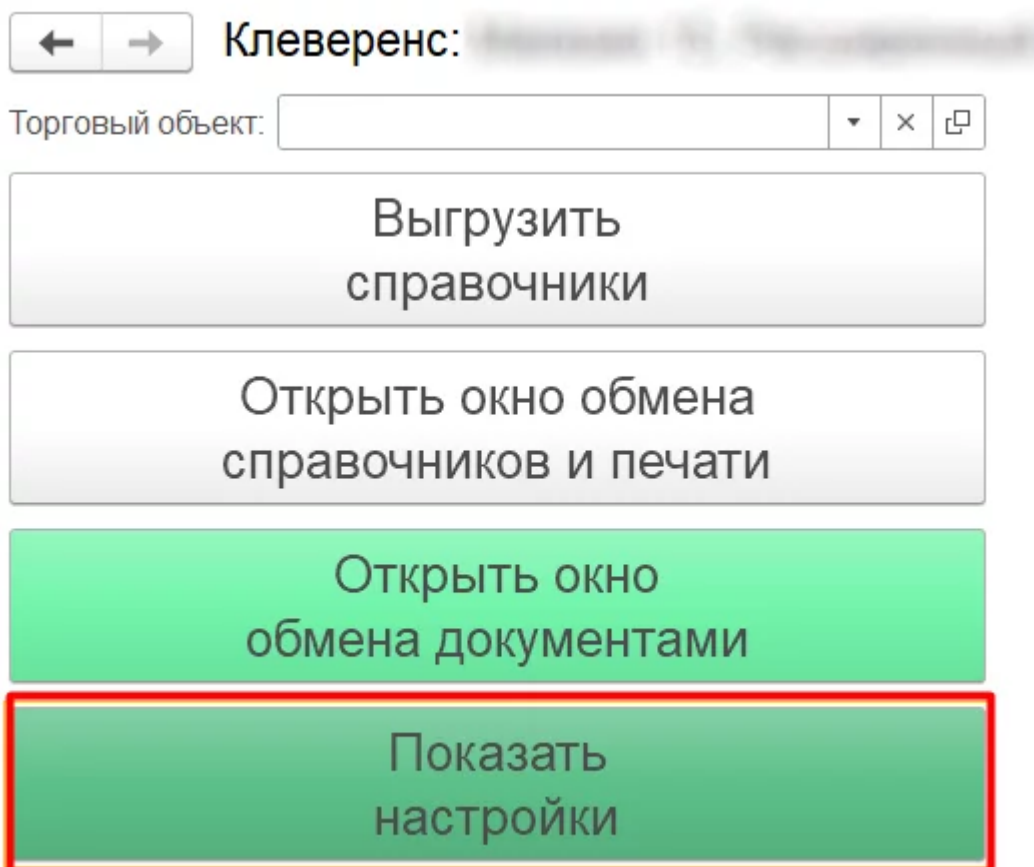 Клеверенс:
Торговый объект:
Выгрузить
справочники
Открыть окно обмена
справочников и печати
Открыть окно
обмена документами
Показать
настройки